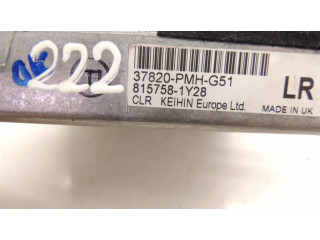 222
37820-PMH-G51
815758-1Y28
CLR KEIHIN Europe Ltd.
LR
MADE IN UK